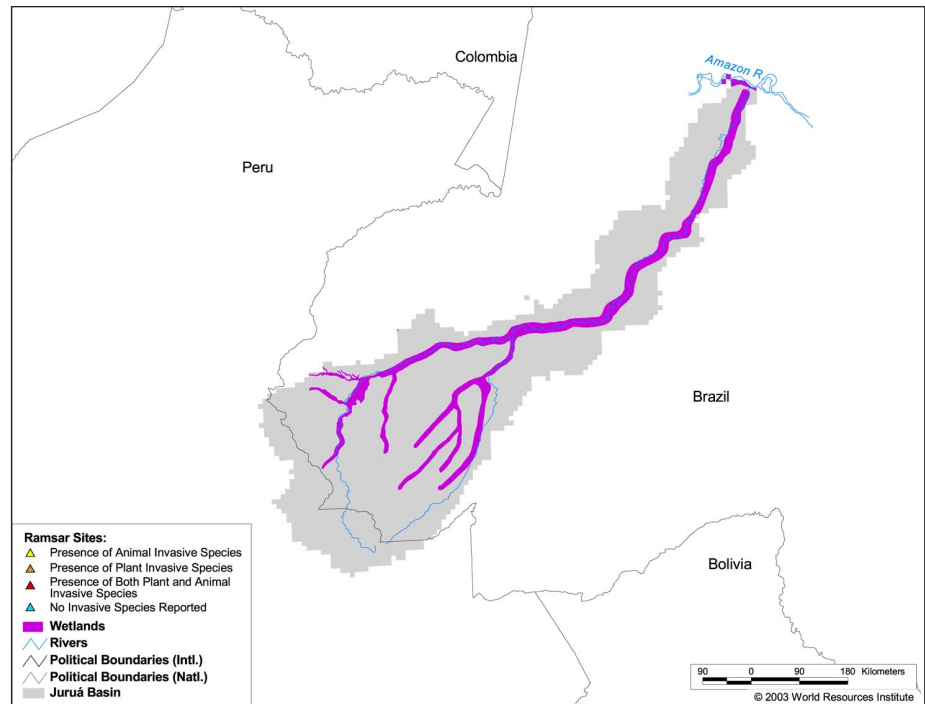 Colombia
Amazon R.
Peru
Brazil
Bolivia
Ramsar Sites:
Presence of Animal Invasive Species
Presence of Plant Invasive Species
Presence of Both Plant and Animal
Invasive Species
No Invasive Species Reported
Wetlands
Rivers
Political Boundaries (Intl.)
Political Boundaries (Natl.)
Juruá Basin
90 0 90 180 Kilometers
© 2003 World Resources Institute